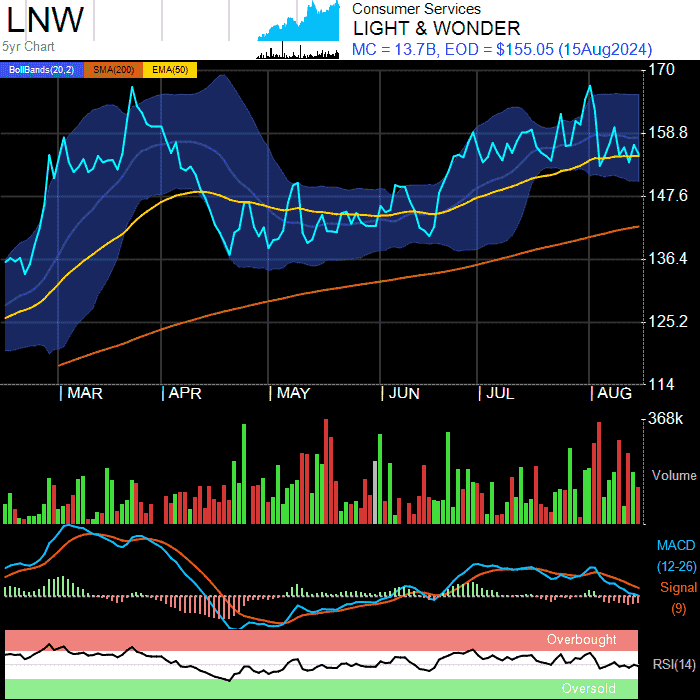 LNW
5yr Chart
Consumer Services
LIGHT & WONDER
MC = 13.7B, EOD = $155.05 (15Aug2024)
BollBands(20,2) SMA(200) EMA(50)
170
158.8
147.6
136.4
125.2
114
MAR APR MAY JUN JUL AUG
368k
Volume
MACD
(12-26)
Signal
(9)
Overbought
RSI(14)
Oversold